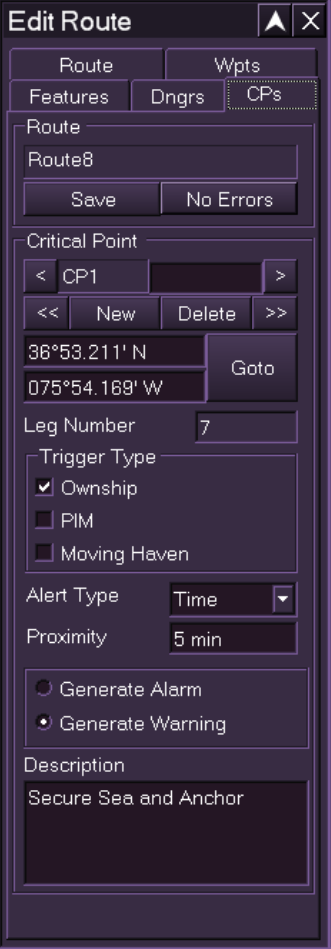 Edit Route
Route Wpts
Features Dngrs CPs
Route
Route8
Save No Errors
Critical Point
< CP1 >
<< New Delete >>
36°53.211' N
Goto
075°54.169' W
Leg Number 7
Trigger Type
Ownship
PIM
Moving Haven
Alert Type Time
Proximity 5 min
Generate Alarm
Generate Warning
Description
Secure Sea and Anchor